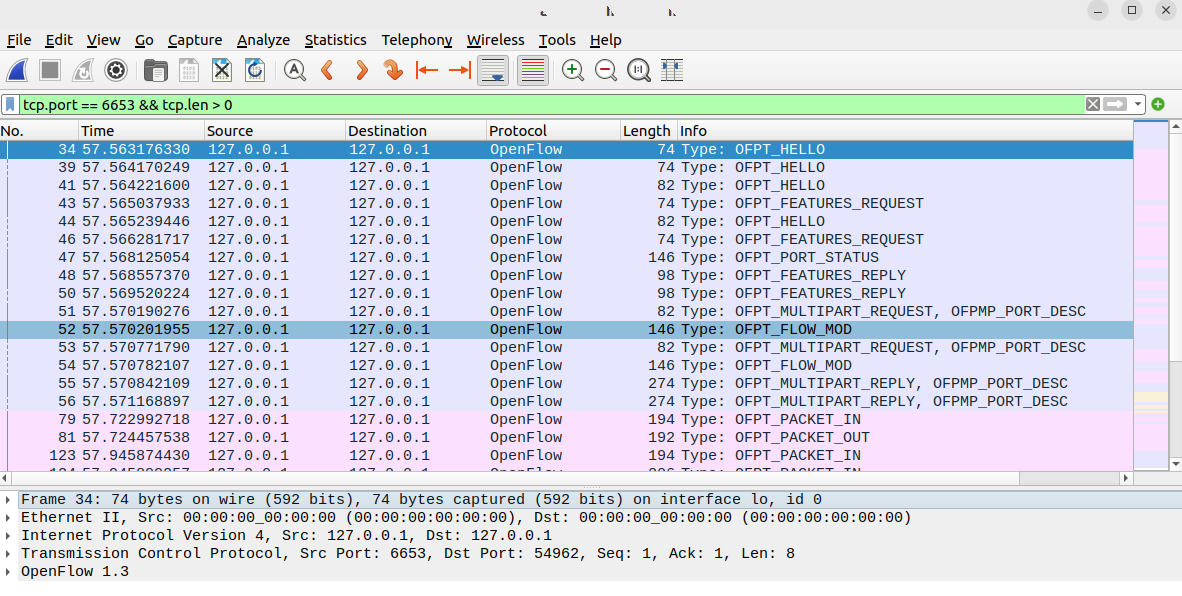 File Edit View Go Capture Analyze Statistics Telephony Wireless Tools Help
tcp.port == 6653 && tcp.len > 0
No. Time Source Destination Protocol Length Info
34 57.563176330 127.0.0.1 127.0.0.1 OpenFlow 74 Type: OFPT_HELLO
39 57.564170249 127.0.0.1 127.0.0.1 OpenFlow 74 Type: OFPT_HELLO
41 57.564221600 127.0.0.1 127.0.0.1 OpenFlow 82 Type: OFPT_HELLO
43 57.565037933 127.0.0.1 127.0.0.1 OpenFlow 74 Type: OFPT_FEATURES_REQUEST
44 57.565239446 127.0.0.1 127.0.0.1 OpenFlow 82 Type: OFPT_HELLO
46 57.566281717 127.0.0.1 127.0.0.1 OpenFlow 74 Type: OFPT_FEATURES_REQUEST
47 57.568125054 127.0.0.1 127.0.0.1 OpenFlow 146 Type: OFPT_PORT_STATUS
48 57.568557370 127.0.0.1 127.0.0.1 OpenFlow 98 Type: OFPT_FEATURES_REPLY
50 57.569520224 127.0.0.1 127.0.0.1 OpenFlow 98 Type: OFPT_FEATURES_REPLY
51 57.570190276 127.0.0.1 127.0.0.1 OpenFlow 82 Type: OFPT_MULTIPART_REQUEST, OFPMP_PORT_DESC
52 57.570201955 127.0.0.1 127.0.0.1 OpenFlow 146 Type: OFPT_FLOW_MOD
53 57.570771790 127.0.0.1 127.0.0.1 OpenFlow 82 Type: OFPT_MULTIPART_REQUEST, OFPMP_PORT_DESC
54 57.570782107 127.0.0.1 127.0.0.1 OpenFlow 146 Type: OFPT_FLOW_MOD
55 57.570842109 127.0.0.1 127.0.0.1 OpenFlow 274 Type: OFPT_MULTIPART_REPLY, OFPMP_PORT_DESC
56 57.571168897 127.0.0.1 127.0.0.1 OpenFlow 274 Type: OFPT_MULTIPART_REPLY, OFPMP_PORT_DESC
79 57.722992718 127.0.0.1 127.0.0.1 OpenFlow 194 Type: OFPT_PACKET_IN
81 57.724457538 127.0.0.1 127.0.0.1 OpenFlow 192 Type: OFPT_PACKET_OUT
123 57.945874430 127.0.0.1 127.0.0.1 OpenFlow 194 Type: OFPT_PACKET_IN
Frame 34: 74 bytes on wire (592 bits), 74 bytes captured (592 bits) on interface lo, id 0
Ethernet II, Src: 00:00:00_00:00:00 (00:00:00:00:00:00), Dst: 00:00:00_00:00:00 (00:00:00:00:00:00)
Internet Protocol Version 4, Src: 127.0.0.1, Dst: 127.0.0.1
Transmission Control Protocol, Src Port: 6653, Dst Port: 54962, Seq: 1, Ack: 1, Len: 8
OpenFlow 1.3